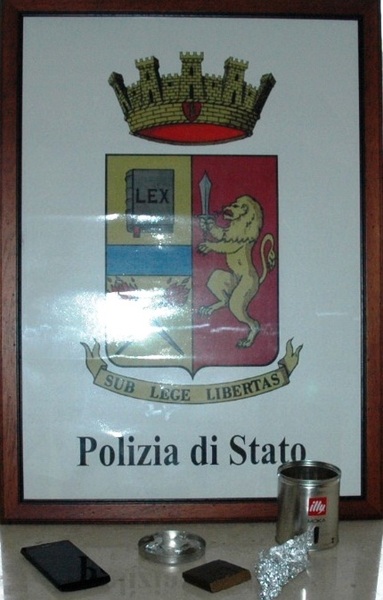 LEX
SUB LEGE LIBERTAS
Polizia di Stato
illy